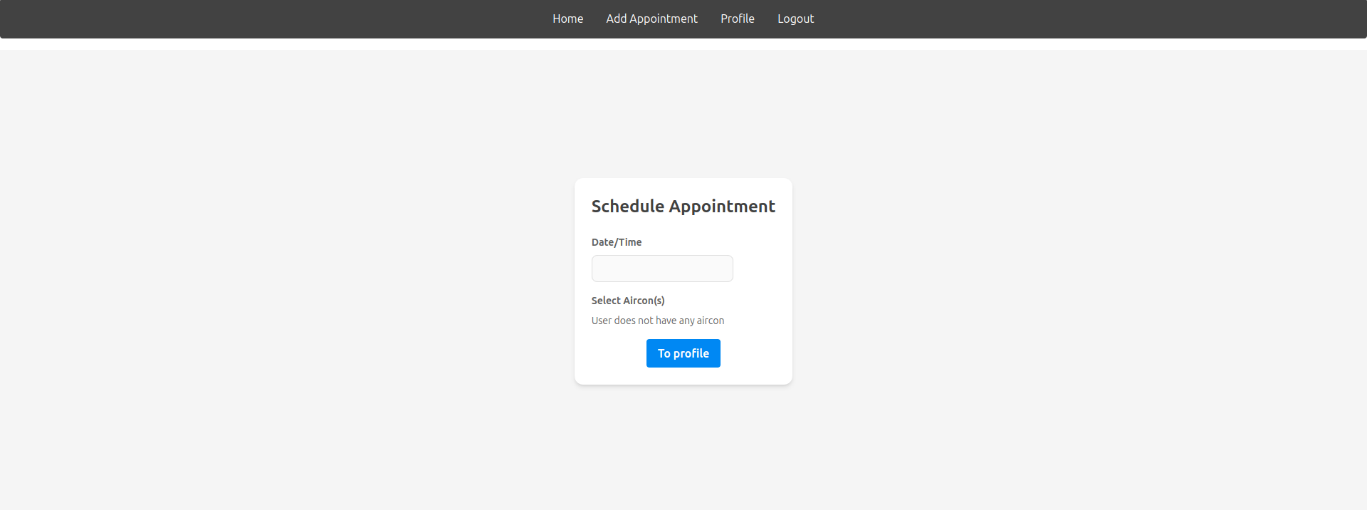 Home Add Appointment Profile Logout
Schedule Appointment
Date/Time
Select Aircon(s)
User does not have any aircon
To profile